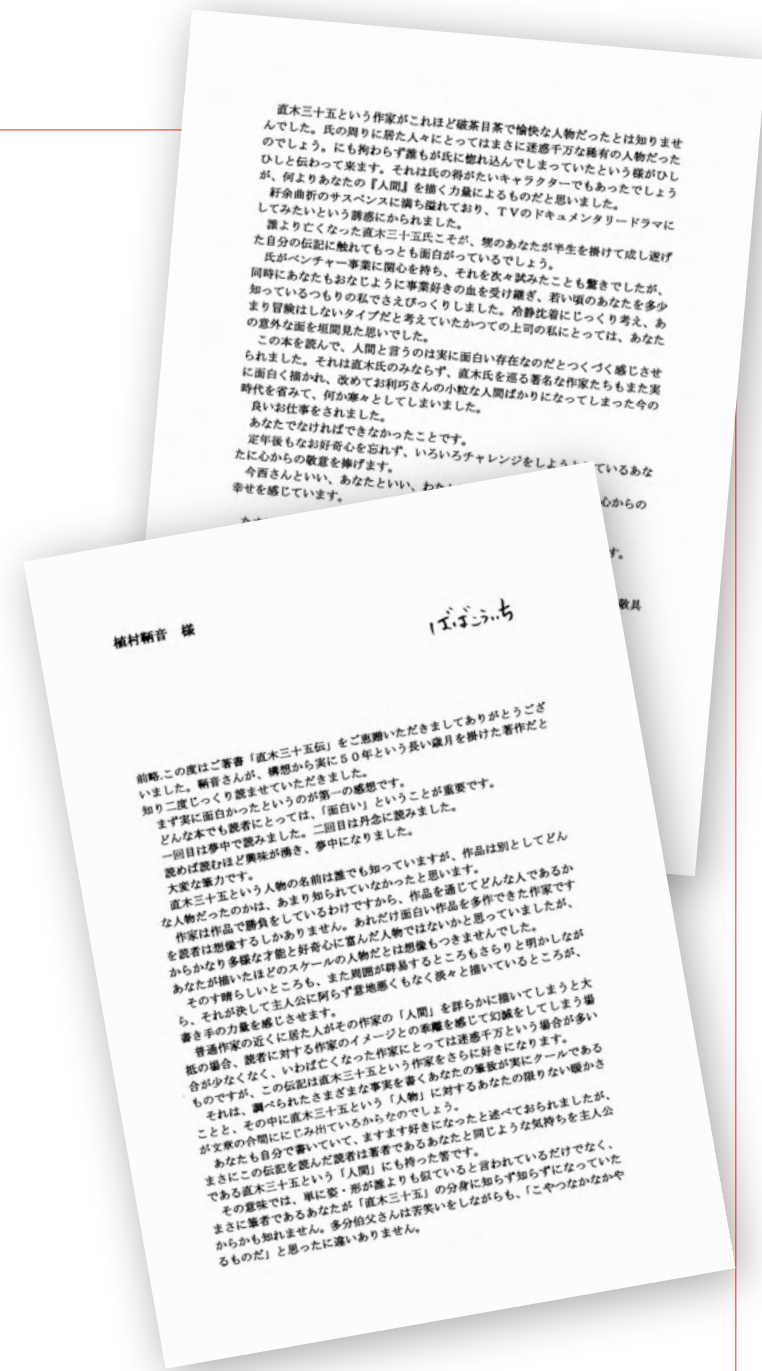 植村鞆音　様
ばばこういち
前略.この度はご著書「直木三十五伝」をご恵贈いただきましてありがとうござ
いました。鞆音さんが、構想から実に５０年という長い歳月を掛けた著作だと
知り二度じっくり読ませていただきました。
まず実に面白かったというのが第一の感想です。
どんな本でも読者にとっては、「面白い」ということが重要です。
一回目は夢中で読みました。二回目は丹念に読みました。
読めば読むほど興味が湧き、夢中になりました。
大変な筆力です。
直木三十五という人物の名前は誰でも知っていますが、作品は別としてどん
な人物だったのかは、あまり知られていなかったと思います。
作家は作品で勝負をしているわけですから、作品を通じてどんな人であるか
を読者は想像するしかありません。あれだけ面白い作品を多作できた作家です
からかなり多様な才能と好奇心に富んだ人物ではないかと思っていましたが、
あなたが描いたほどのスケールの人物だとは想像もつきませんでした。
そのす晴らしいところも、また周囲が辟易するところもさらりと明かしなが
ら、それが決して主人公に阿らず意地悪くもなく淡々と描いているところが、
書き手の力量を感じさせます。
普通作家の近くに居た人がその作家の「人間」を詳らかに描いてしまうと大
抵の場合、読者に対する作家のイメージとの乖離を感じて幻滅をしてしまう場
合が少なくなく、いわば亡くなった作家にとっては迷惑千万という場合が多い
ものですが、この伝記は直木三十五という作家をさらに好きになります。
それは、調べられたさまざまな事実を書くあなたの筆致が実にクールである
ことと、その中に直木三十五という「人物」に対するあなたの限りない暖かさ
が文章の合間ににじみ出ているからなのでしょう。
あなたも自分で書いていて、ますます好きになったと述べておられましたが、
まさにこの伝記を読んだ読者は著者であるあなたと同じような気持ちを主人公
である直木三十五という「人間」にも持った筈です。
その意味では、単に姿・形が誰よりも似ていると言われているだけでなく、
まさに筆者であるあなたが「直木三十五」の分身に知らず知らずになっていた
からかも知れません。多分伯父さんは苦笑いをしながらも、「こやつなかなかや
るものだ」と思ったに違いありません。
直木三十五という作家がこれほど破茶目茶で愉快な人物だったとは知りませ
んでした。氏の周りに居た人々にとってはまさに迷惑千万な稀有の人物だった
のでしょう。にも拘わらず誰もが氏に惚れ込んでしまっていたという様がひし
ひしと伝わって来ます。それは氏の得がたいキャラクターでもあったでしょう
が、何よりあなたの『人間』を描く力量によるものだと思いました。
紆余曲折のサスペンスに満ち溢れており、ＴＶのドキュメンタリードラマに
してみたいという誘惑にかられました。
誰より亡くなった直木三十五氏こそが、甥のあなたが半生を掛けて成し遂げ
た自分の伝記に触れてもっとも面白がっているでしょう。
氏がベンチャー事業に関心を持ち、それを次々試みたことも驚きでしたが、
同時にあなたもおなじように事業好きの血を受け継ぎ、若い頃のあなたを多少
知っているつもりの私でさえびっくりしました。冷静沈着にじっくり考え、あ
まり冒険はしないタイプだと考えていたかつての上司の私にとっては、あなた
の意外な面を垣間見た思いでした。
この本を読んで、人間と言うのは実に面白い存在なのだとつくづく感じさせ
られました。それは直木氏のみならず、直木氏を巡る著名な作家たちもまた実
に面白く描かれ、改めてお利巧さんの小粒な人間ばかりになってしまった今の
時代を省みて、何か寒々としてしまいました。
良いお仕事をされました。
あなたでなければできなかったことです。
定年後もなお好奇心を忘れず、いろいろチャレンジをしようと ているあな
たに心からの敬意を捧げます。
今西さんといい、あなたといい、わた 心からの
幸せを感じています。
す。
敬具